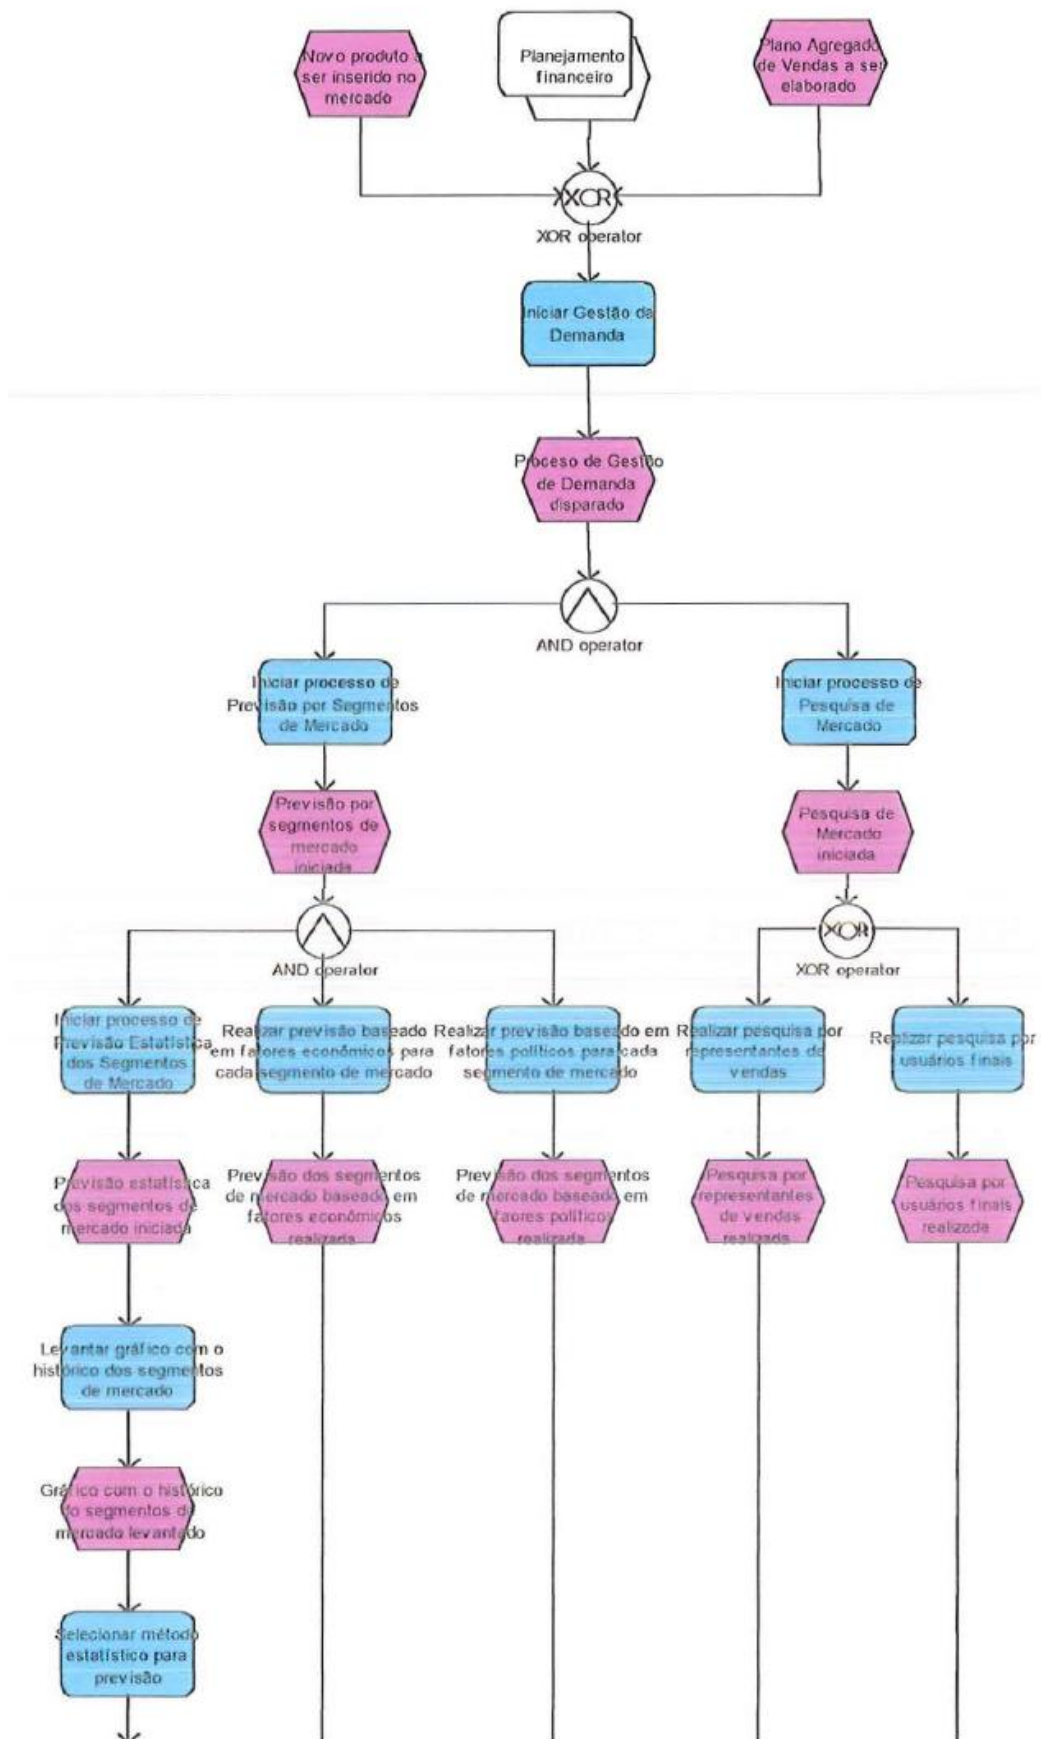 Novo produto a
ser inserido no
mercado
Planejamento
financeiro
Plano Agregado
de Vendas a ser
elaborado
XOR
XOR operator
Iniciar Gestão da
Demanda
Proceso de Gestão
de Demanda
disparado
AND operator
Iniciar processo de
Previsão por Segmentos
de Mercado
Iniciar processo de
Pesquisa de
Mercado
Previsão por
segmentos de
mercado
iniciada
Pesquisa de
Mercado
iniciada
AND operator
XOR
XOR operator
Iniciar processo de
Previsão Estatística
dos Segmentos
de Mercado
Realizar previsão baseado
em fatores econômicos para
cada segmento de mercado
Realizar previsão baseado em
fatores políticos para cada
segmento de mercado
Realizar pesquisa por
representantes de
vendas
Realizar pesquisa por
usuários finais
Previsão estatística
dos segmentos de
mercado iniciada
Previsão dos segmentos
de mercado baseado em
fatores econômicos
realizada
Previsão dos segmentos
de mercado baseado em
faores políticos
realizada
Pesquisa por
representantes
de vendas
realizada
Pesquisa por
usuários finais
realizada
Levantar gráfico com o
histórico dos segmentos
de mercado
Gráfico com o histórico
do segmentos de
mercado levantado
Selecionar método
estatístico para
previsão